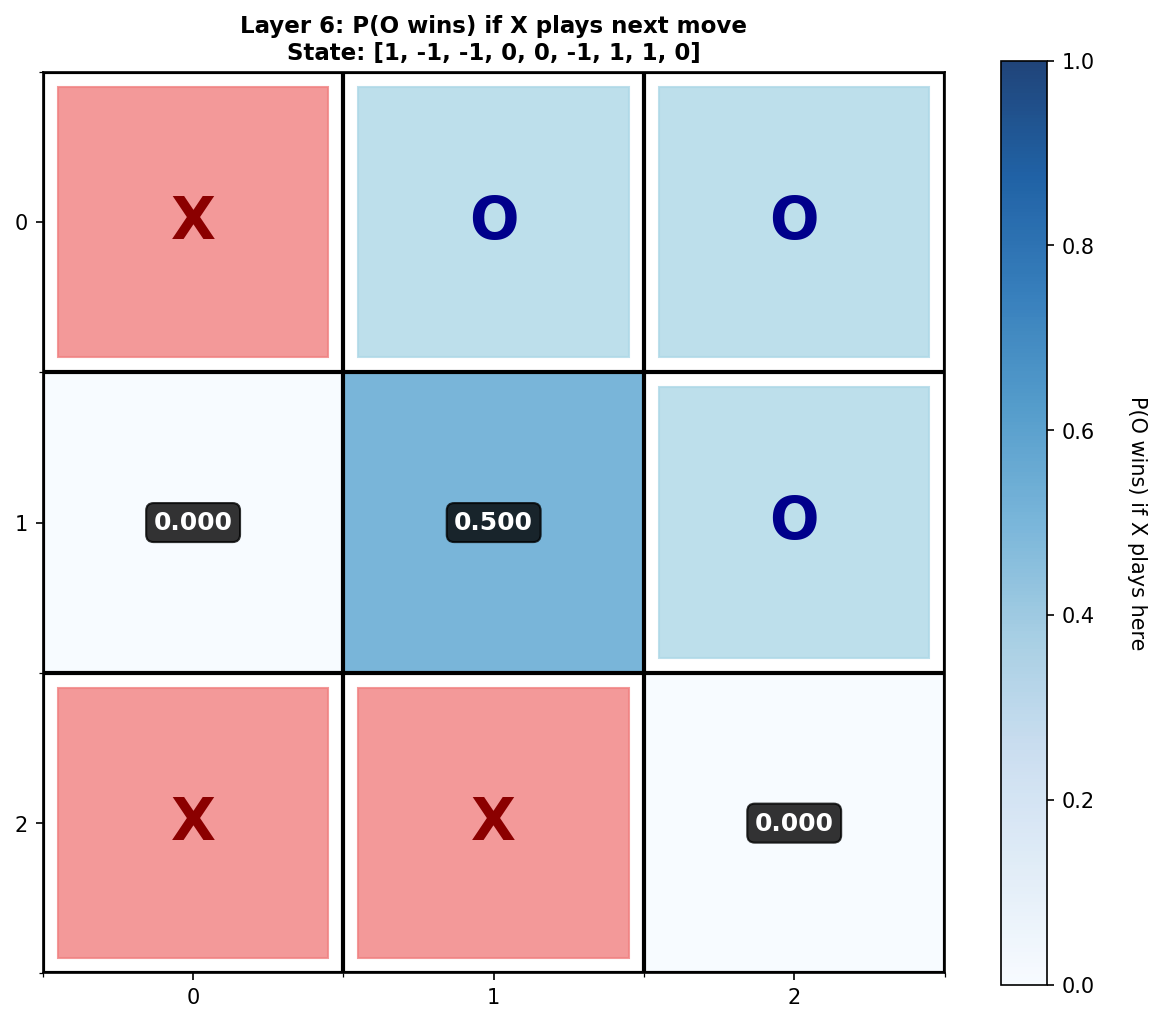 Layer 6: P(O wins) if X plays next move
State: [1, -1, -1, 0, 0, -1, 1, 1, 0]
1.0
0.8
0.6
0.4
0.2
0.0
P(O wins) if X plays here
0
X
O
O
1
0.000
0.500
O
2
X
X
0.000
0
1
2